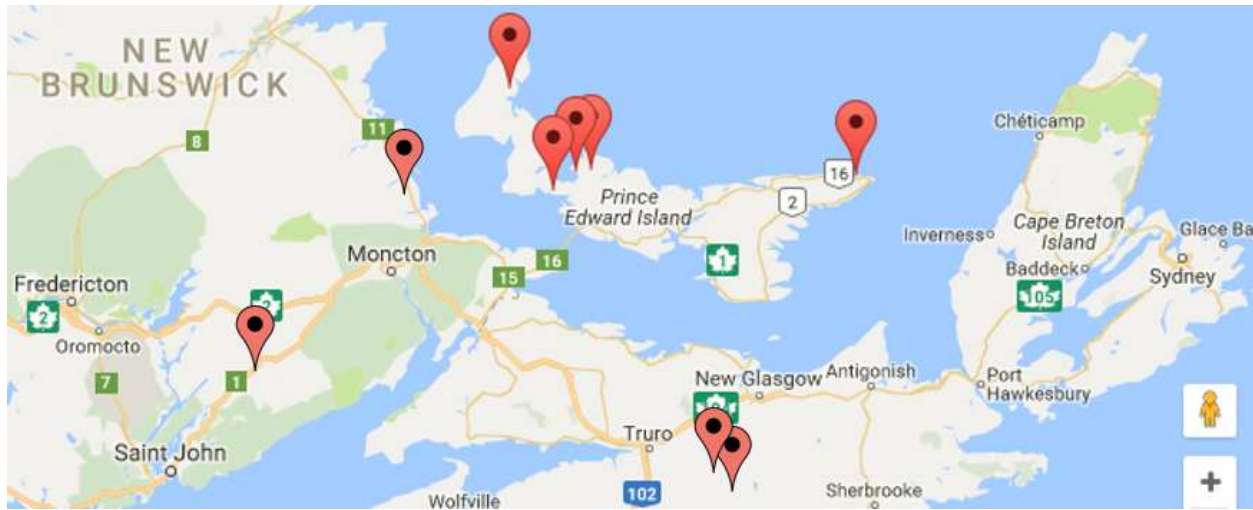 NEW
BRUNSWICK
8
11
Chéticamp
16
2
Prince
Edward Island
Inverness
Cape Breton
Island
Glace Ba
Moncton
16
1
15
Baddeck
Sydney
Fredericton
2
2
105
Oromocto
7
1
New Glasgow
Antigonish
Port
Hawkesbury
Truro
Saint John
102
Wolfville
Sherbrooke
+